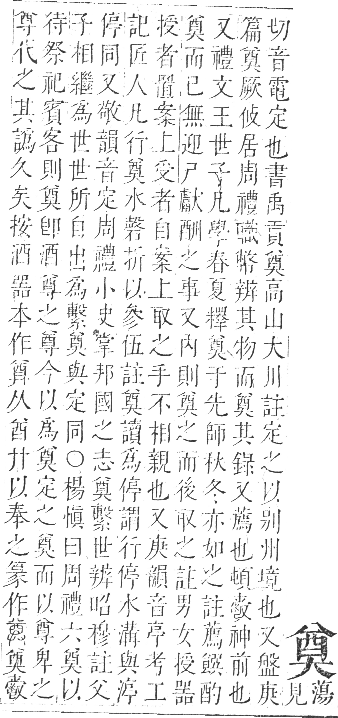 奠蕩見
切音電定也書禹貢奠高山大川註定之以別州境也又盤庚
篇奠厥攸居周禮職幣辨其物而奠其錄又薦也頓𡭊神前也
又禮文王世子凡學春夏釋奠于先師秋冬亦如之註薦饌酌
奠而已無迎尸獻酬之事又內則奠之而後取之註男女授器
授者置案上受者自案上取之手不相親也又庚韻音亭考工
記匠人凡行奠水磬折以參伍註奠讀為停謂行停水溝與渟
停同又敬韻音定周禮小史掌邦國之志奠繫世辨昭穆註父
子相繼為世世所自出為繫奠與定同〇楊慎曰周禮六奠以
待祭祀賓客則奠卽酒尊之尊今以為奠定之奠而以尊卑之
尊代之其譌久矣按酒器本作𢍜从酋廾以奉之篆作奠